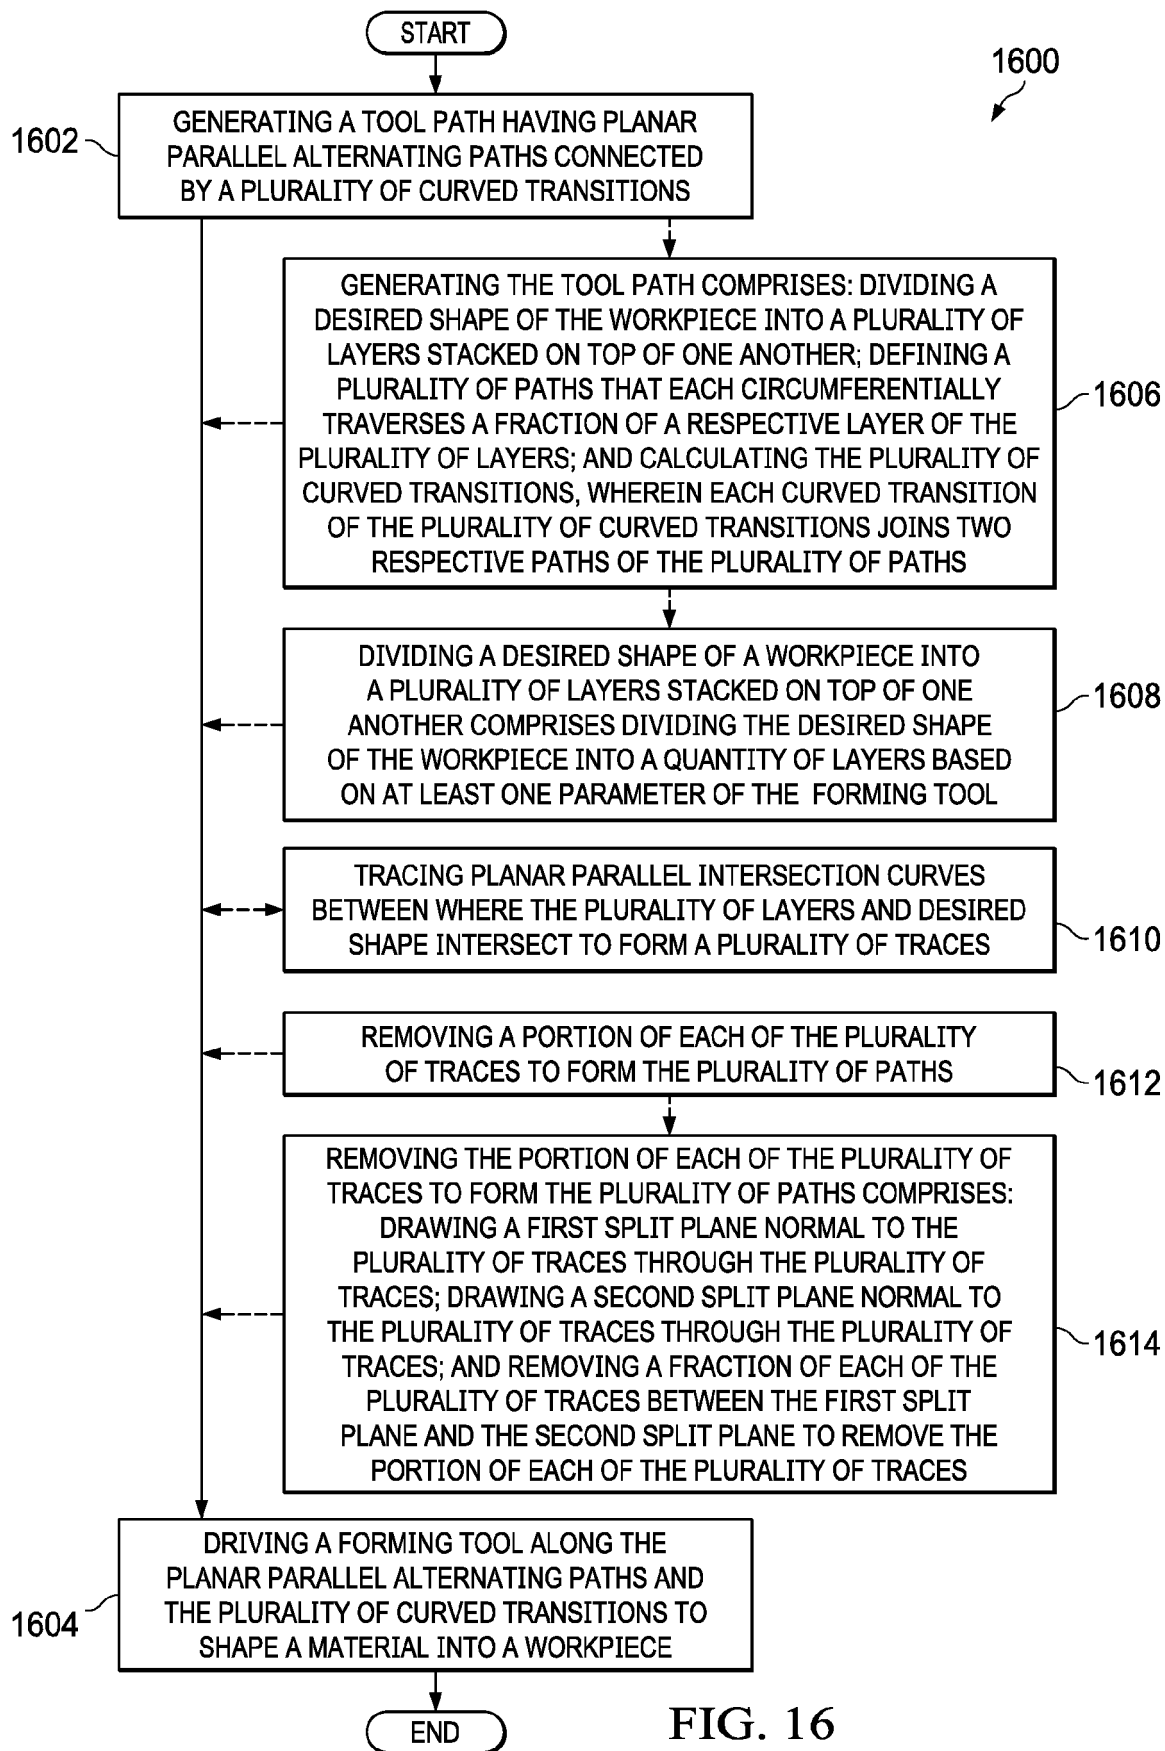 START
1600
1602
GENERATING A TOOL PATH HAVING PLANAR
PARALLEL ALTERNATING PATHS CONNECTED
BY A PLURALITY OF CURVED TRANSITIONS
GENERATING THE TOOL PATH COMPRISES: DIVIDING A
DESIRED SHAPE OF THE WORKPIECE INTO A PLURALITY OF
LAYERS STACKED ON TOP OF ONE ANOTHER; DEFINING A
PLURALITY OF PATHS THAT EACH CIRCUMFERENTIALLY
TRAVERSES A FRACTION OF A RESPECTIVE LAYER OF THE
PLURALITY OF LAYERS; AND CALCULATING THE PLURALITY OF
CURVED TRANSITIONS, WHEREIN EACH CURVED TRANSITION
OF THE PLURALITY OF CURVED TRANSITIONS JOINS TWO
RESPECTIVE PATHS OF THE PLURALITY OF PATHS
1606
DIVIDING A DESIRED SHAPE OF A WORKPIECE INTO
A PLURALITY OF LAYERS STACKED ON TOP OF ONE
ANOTHER COMPRISES DIVIDING THE DESIRED SHAPE
OF THE WORKPIECE INTO A QUANTITY OF LAYERS BASED
ON AT LEAST ONE PARAMETER OF THE FORMING TOOL
1608
TRACING PLANAR PARALLEL INTERSECTION CURVES
BETWEEN WHERE THE PLURALITY OF LAYERS AND DESIRED
SHAPE INTERSECT TO FORM A PLURALITY OF TRACES
1610
REMOVING A PORTION OF EACH OF THE PLURALITY
OF TRACES TO FORM THE PLURALITY OF PATHS
1612
REMOVING THE PORTION OF EACH OF THE PLURALITY OF
TRACES TO FORM THE PLURALITY OF PATHS COMPRISES:
DRAWING A FIRST SPLIT PLANE NORMAL TO THE
PLURALITY OF TRACES THROUGH THE PLURALITY OF
TRACES; DRAWING A SECOND SPLIT PLANE NORMAL TO
THE PLURALITY OF TRACES THROUGH THE PLURALITY OF
TRACES; AND REMOVING A FRACTION OF EACH OF THE
PLURALITY OF TRACES BETWEEN THE FIRST SPLIT
PLANE AND THE SECOND SPLIT PLANE TO REMOVE THE
PORTION OF EACH OF THE PLURALITY OF TRACES
1614
DRIVING A FORMING TOOL ALONG THE
PLANAR PARALLEL ALTERNATING PATHS AND
THE PLURALITY OF CURVED TRANSITIONS TO
SHAPE A MATERIAL INTO A WORKPIECE
1604
END
FIG. 16